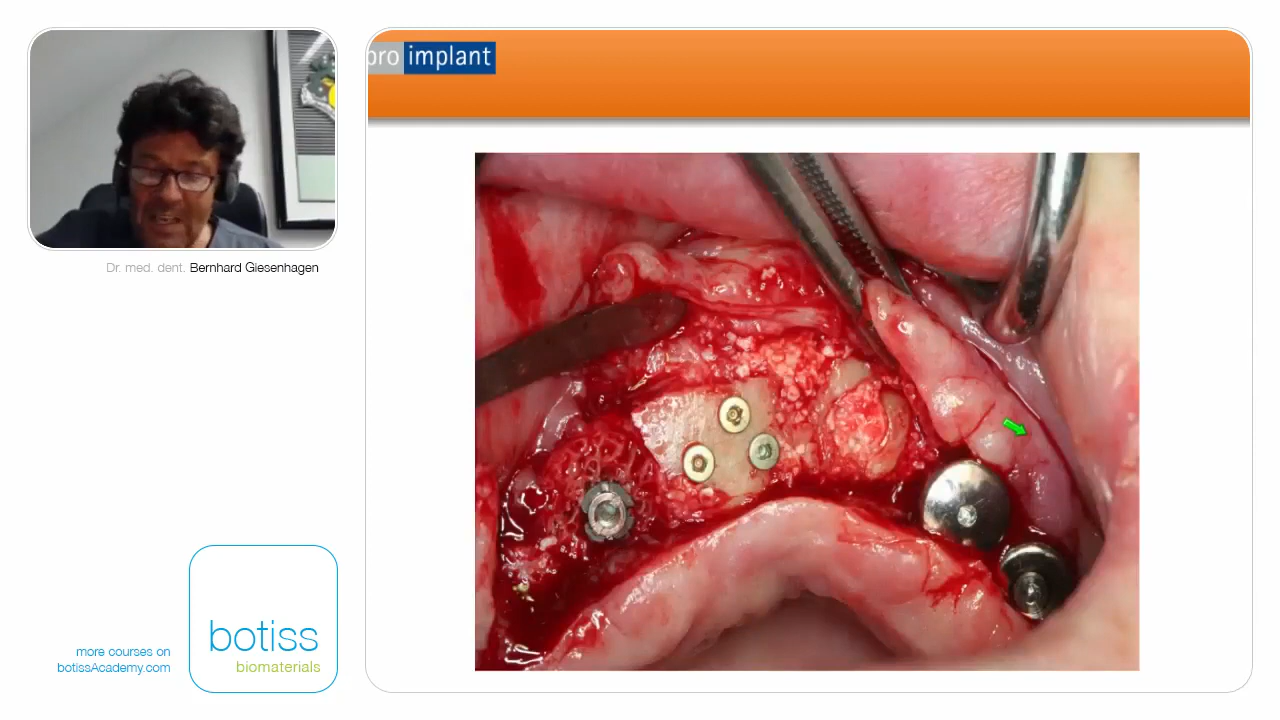 pro implant
Dr. med. dent. Bernhard Giesenhagen
botiss
biomaterials
more courses on
botissAcademy.com